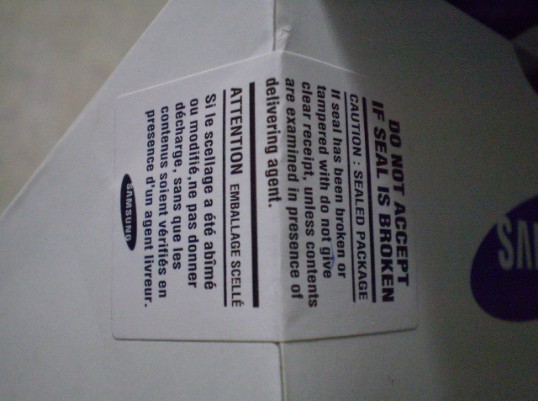 DO NOT ACCEPT
IF SEAL IS BROKEN
CAUTION : SEALED PACKAGE
If seal has been broken or
tampered with do not give
clear receipt, unless contents
are examined in presence of
delivering agent.
ATTENTION EMBALLAGE SCELLÉ
Si le scellage a été abîmé
ou modifié,ne pas donner
décharge, sans que les
contenus soient vérifiés en
presence d'un agent livreur.
SAMSUNG